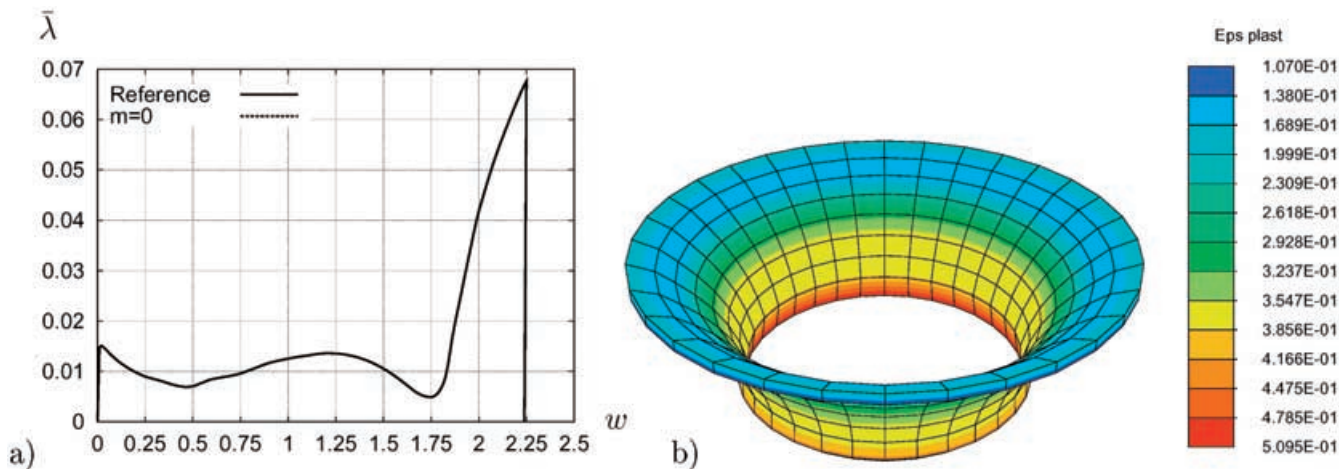 λ̄
0.07
Reference
m=0
0.06
0.05
0.04
0.03
0.02
0.01
0
0 0.25 0.5 0.75 1 1.25 1.5 1.75 2 2.25 2.5
w
a)
b)
Eps plast
1.070E-01
1.380E-01
1.689E-01
1.999E-01
2.309E-01
2.618E-01
2.928E-01
3.237E-01
3.547E-01
3.856E-01
4.166E-01
4.475E-01
4.785E-01
5.095E-01